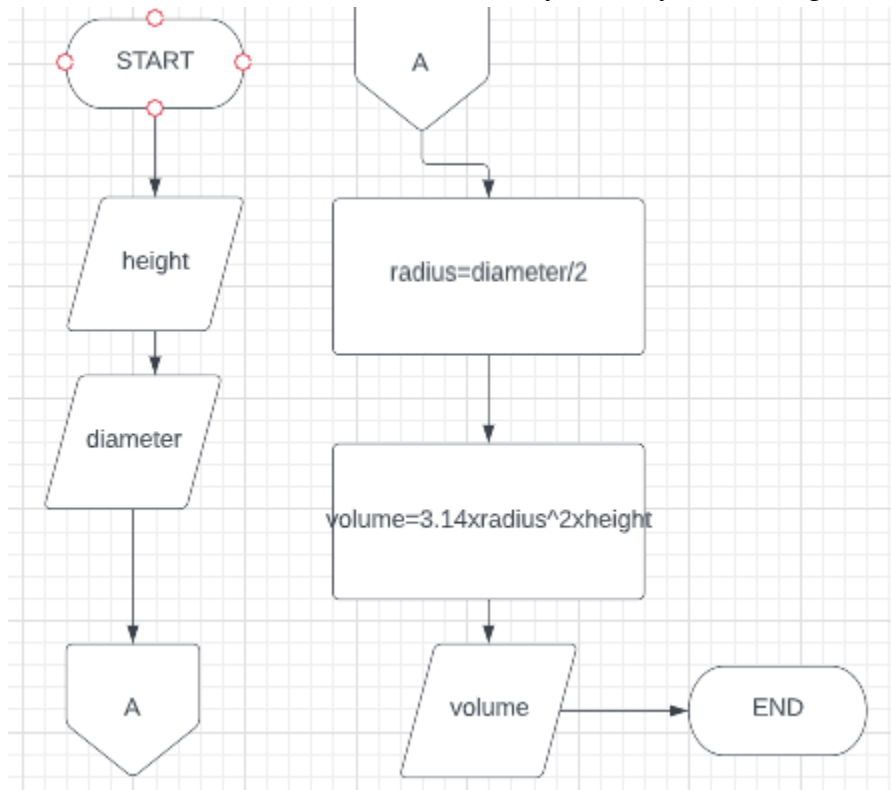 START
height
diameter
A
A
radius=diameter/2
volume=3.14xradius^2xheight
volume
END